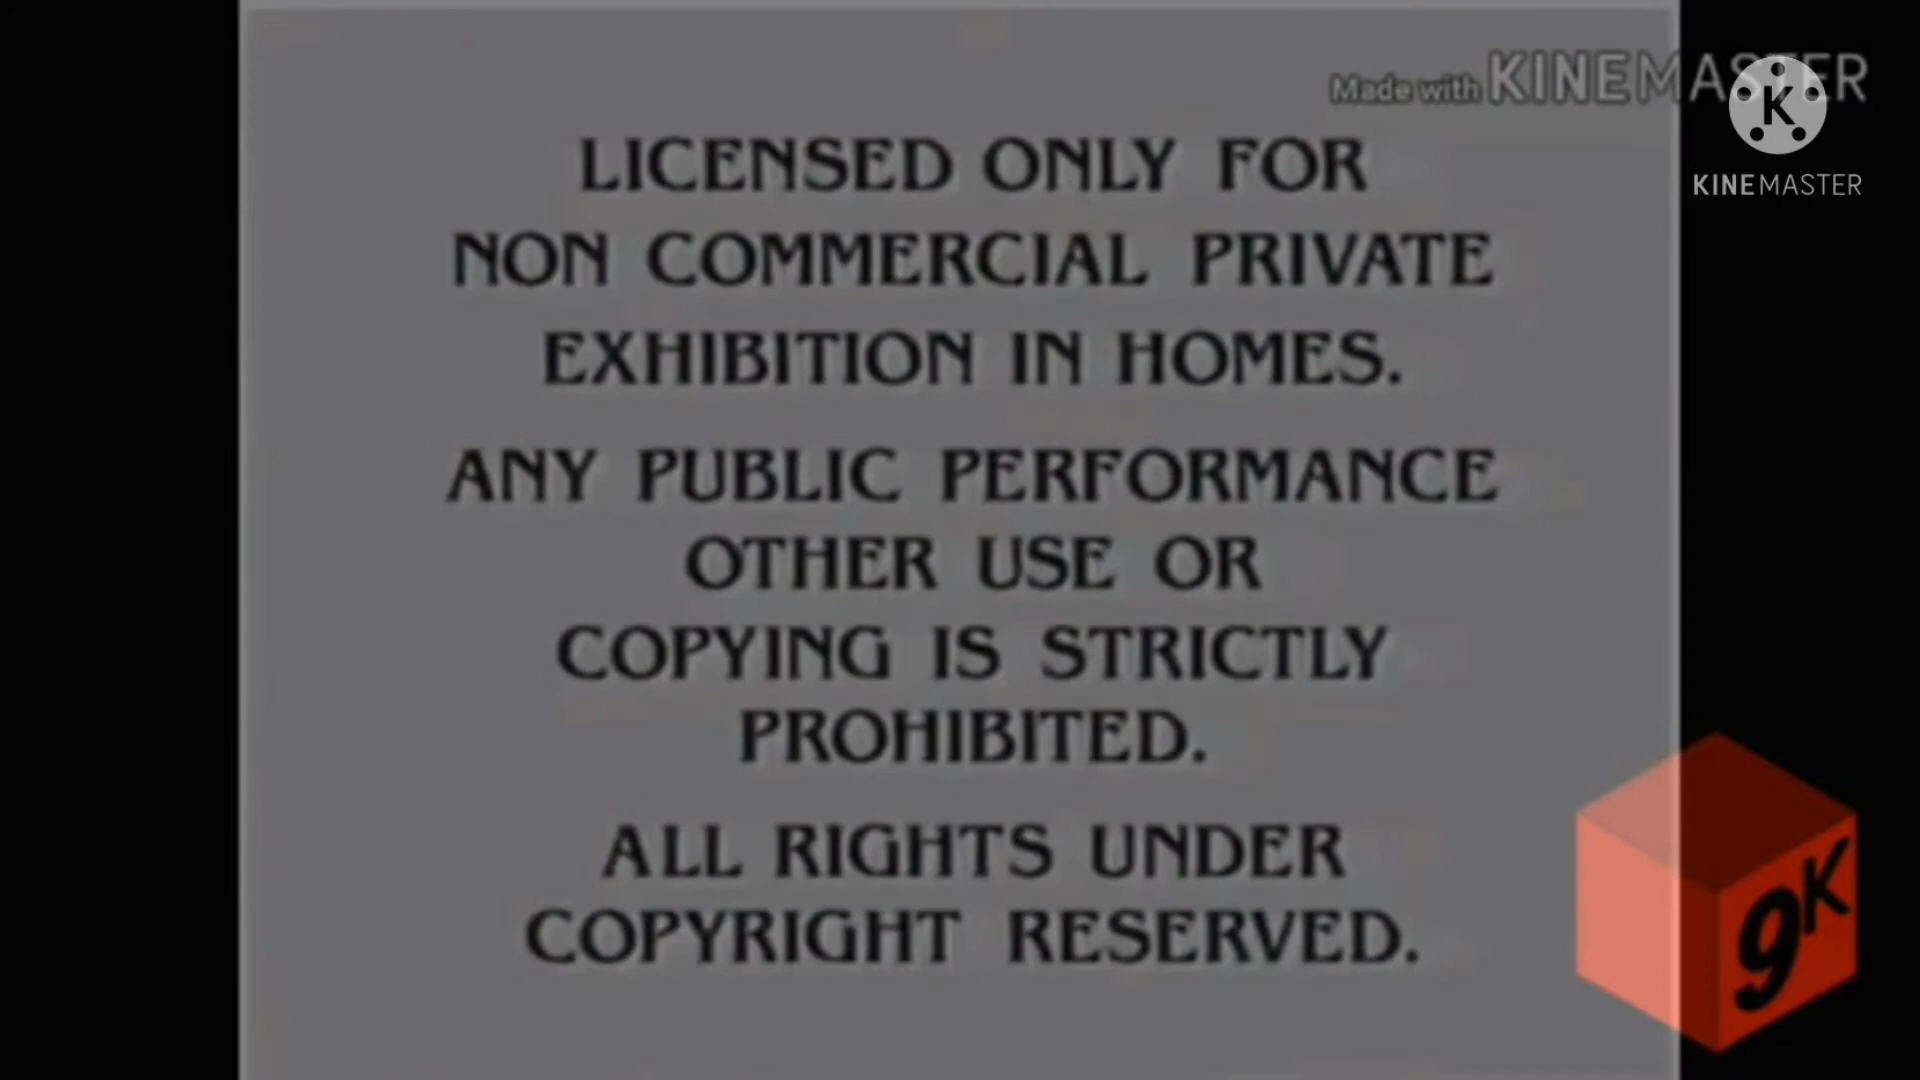 Made with KINEMASTER
K
KINEMASTER
LICENSED ONLY FOR
NON COMMERCIAL PRIVATE
EXHIBITION IN HOMES.
ANY PUBLIC PERFORMANCE
OTHER USE OR
COPYING IS STRICTLY
PROHIBITED.
ALL RIGHTS UNDER
COPYRIGHT RESERVED.
9K